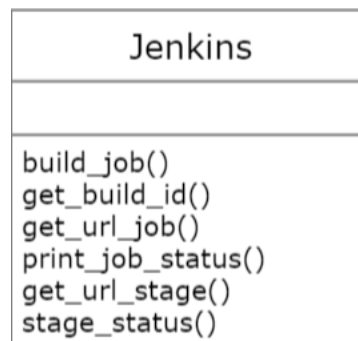 Jenkins
build_job()
get_build_id()
get_url_job()
print_job_status()
get_url_stage()
stage_status()